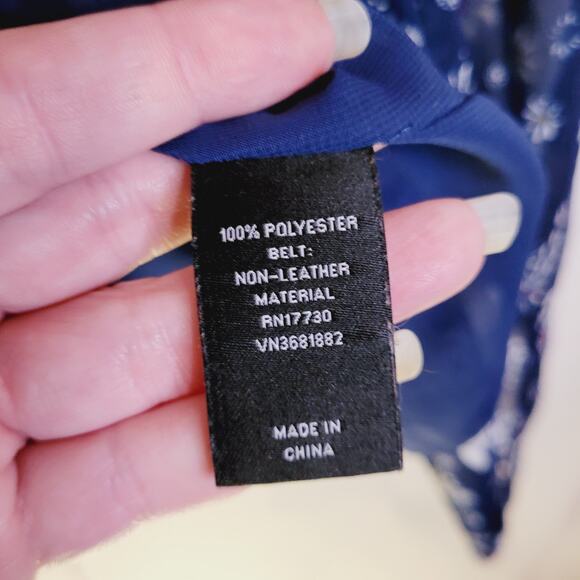 100% POLYESTER
BELT:
NON-LEATHER
MATERIAL
RN17730
VN3681882
MADE IN
CHINA